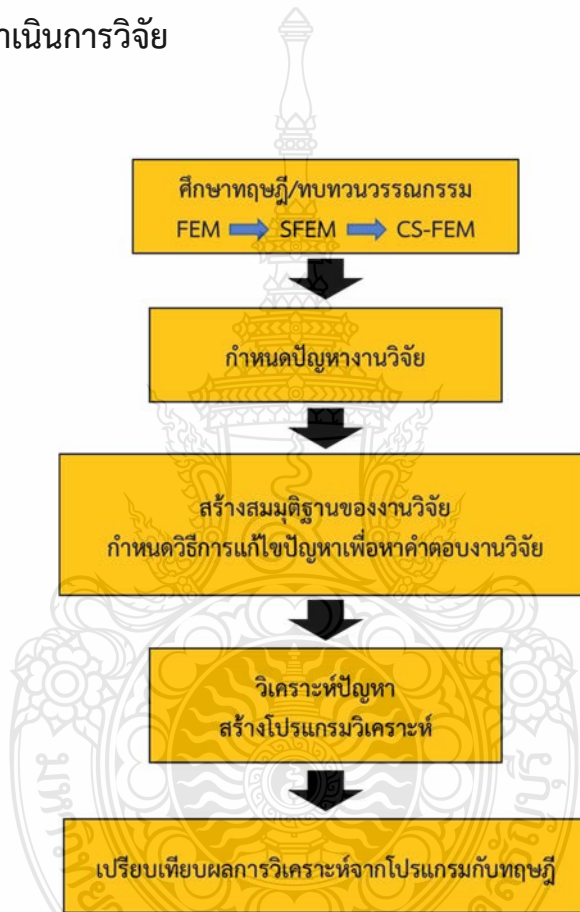 าเนินการวิจัย
ศึกษาทฤษฎี/ทบทวนวรรณกรรม
FEM SFEM CS-FEM
กำหนดปัญหางานวิจัย
สร้างสมมุติฐานของงานวิจัย
กำหนดวิธีการแก้ไขปัญหาเพื่อหาคำตอบงานวิจัย
วิเคราะห์ปัญหา
สร้างโปรแกรมวิเคราะห์
เปรียบเทียบผลการวิเคราะห์จากโปรแกรมกับทฤษฎี